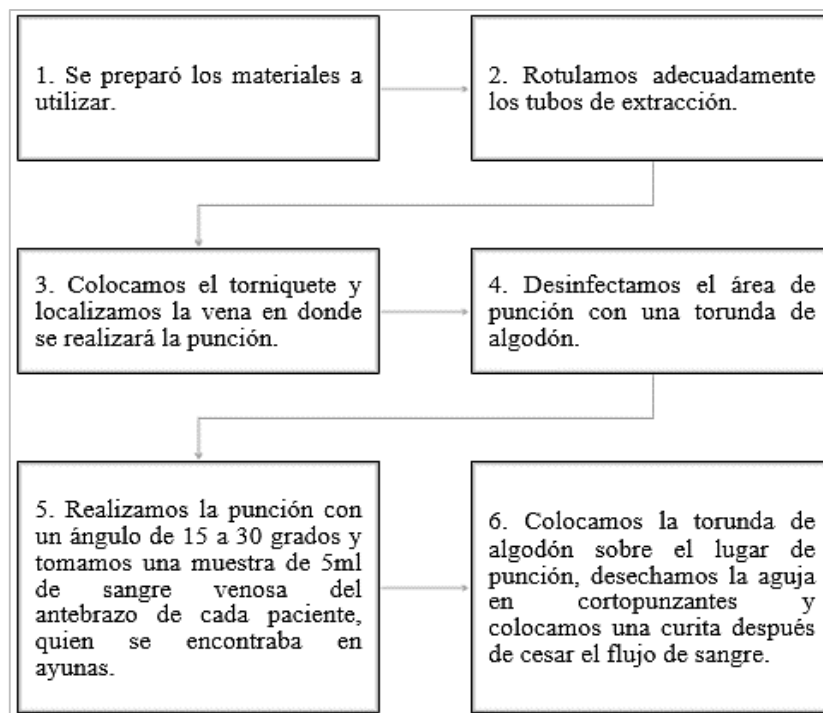 1. Se preparó los materiales a
utilizar.
2. Rotulamos adecuadamente
los tubos de extracción.
3. Colocamos el torniquete y
localizamos la vena en donde
se realizará la punción.
4. Desinfectamos el área de
punción con una torunda de
algodón.
5. Realizamos la punción con
un ángulo de 15 a 30 grados y
tomamos una muestra de 5ml
de sangre venosa del
antebrazo de cada paciente,
quien se encontraba en
ayunas.
6. Colocamos la torunda de
algodón sobre el lugar de
punción, desechamos la aguja
en cortopunzantes y
colocamos una curita después
de cesar el flujo de sangre.